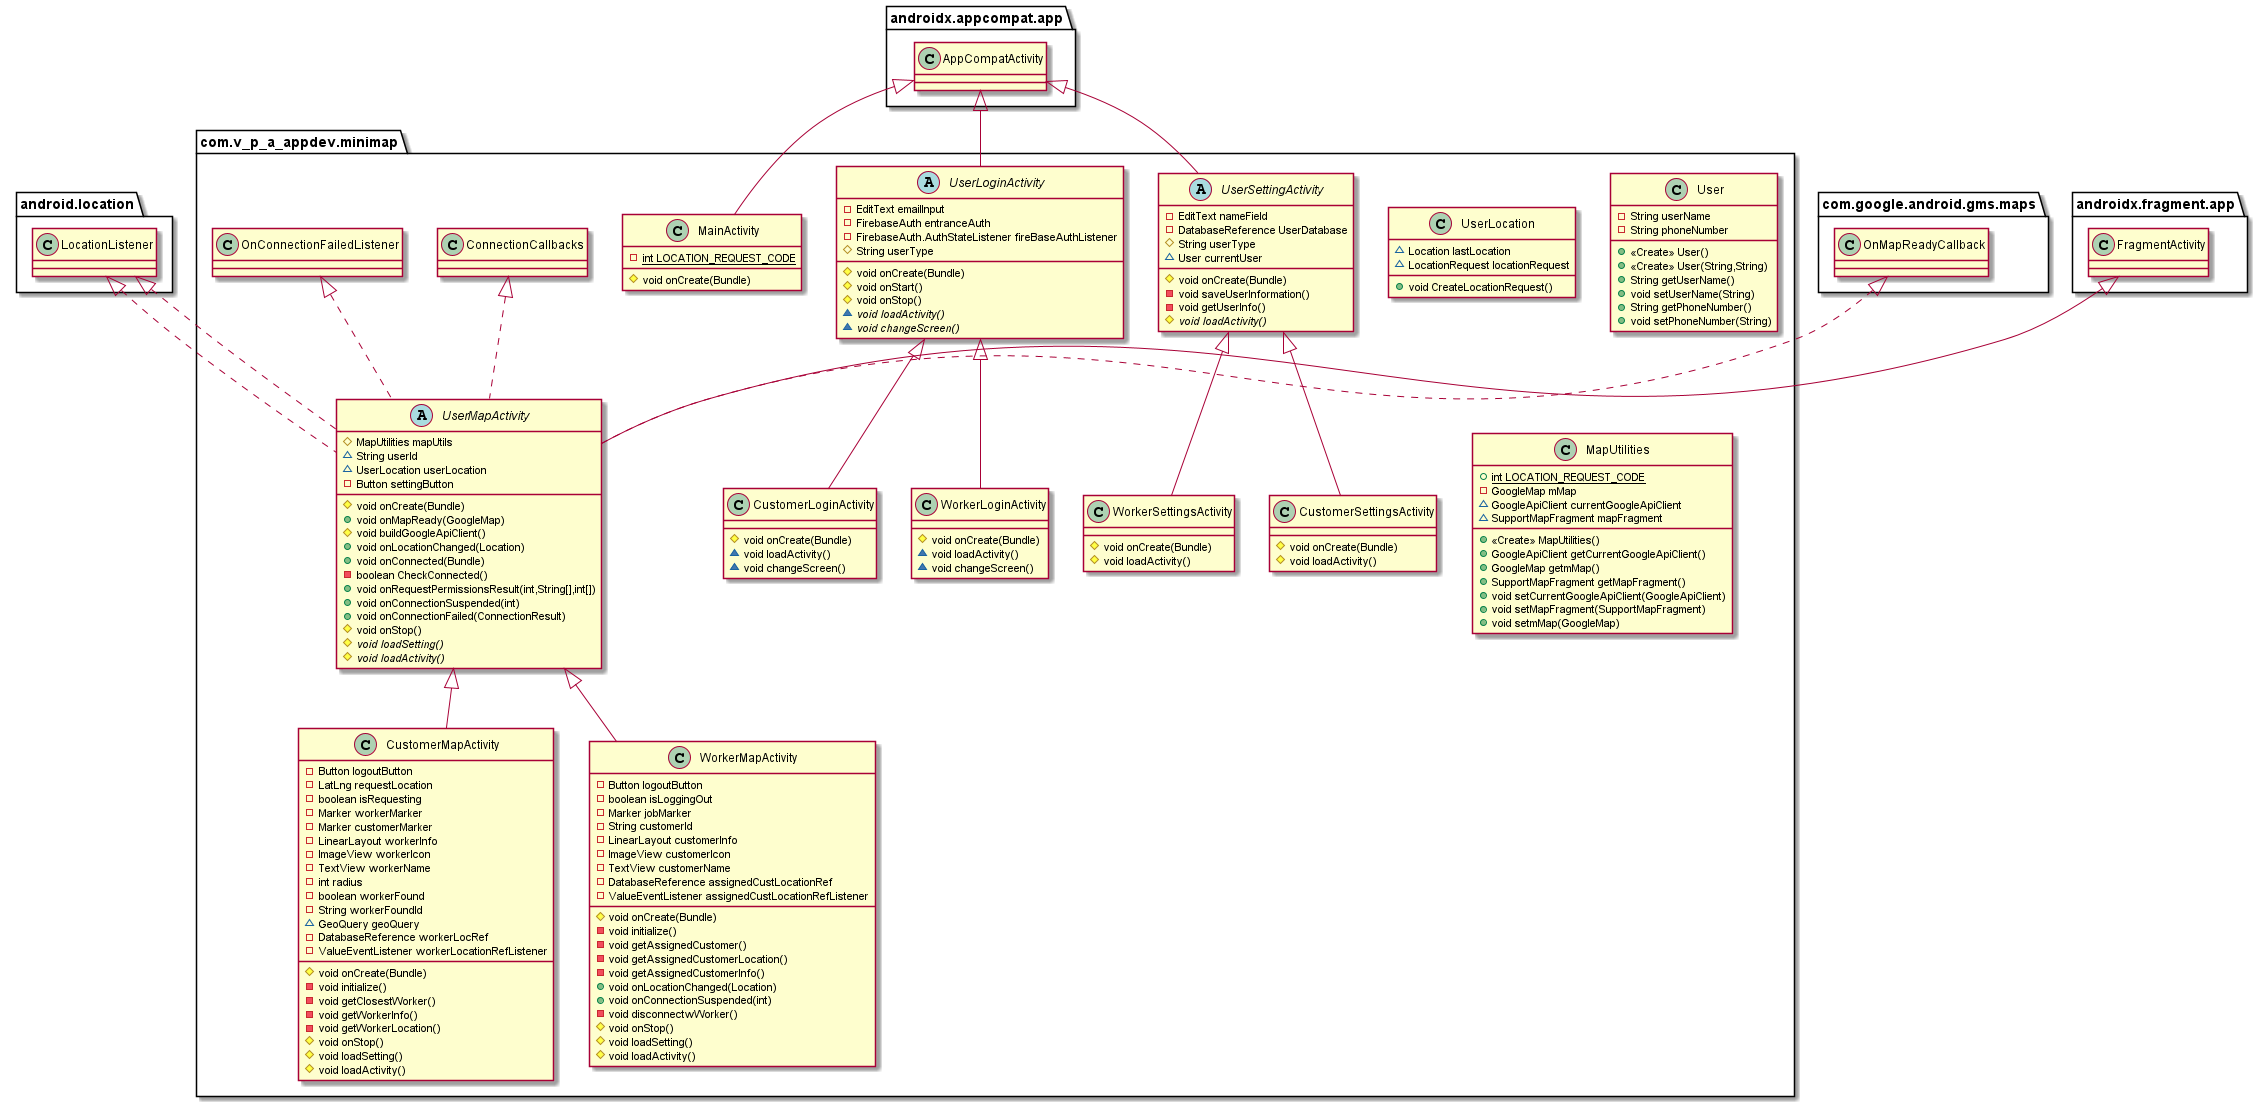 androidx.appcompat.app
C AppCompatActivity
com.v_p_a_appdev.minimap
android.location
C LocationListener
C OnConnectionFailedListener
C ConnectionCallbacks
C MainActivity
int LOCATION_REQUEST_CODE
void onCreate(Bundle)
A UserLoginActivity
EditText emailInput
FirebaseAuth entranceAuth
FirebaseAuth.AuthStateListener fireBaseAuthListener
String userType
void onCreate(Bundle)
void onStart()
void onStop()
void loadActivity()
void changeScreen()
A UserSettingActivity
EditText nameField
DatabaseReference UserDatabase
String userType
User currentUser
void onCreate(Bundle)
void saveUserInformation()
void getUserInfo()
void loadActivity()
C UserLocation
Location lastLocation
LocationRequest locationRequest
void CreateLocationRequest()
C User
String userName
String phoneNumber
«Create» User()
«Create» User(String,String)
String getUserName()
void setUserName(String)
String getPhoneNumber()
void setPhoneNumber(String)
com.google.android.gms.maps
C OnMapReadyCallback
androidx.fragment.app
C FragmentActivity
A UserMapActivity
MapUtilities mapUtils
String userId
UserLocation userLocation
Button settingButton
void onCreate(Bundle)
void onMapReady(GoogleMap)
void buildGoogleApiClient()
void onLocationChanged(Location)
void onConnected(Bundle)
boolean CheckConnected()
void onRequestPermissionsResult(int,String[],int[])
void onConnectionSuspended(int)
void onConnectionFailed(ConnectionResult)
void onStop()
void loadSetting()
void loadActivity()
C CustomerLoginActivity
void onCreate(Bundle)
void loadActivity()
void changeScreen()
C WorkerLoginActivity
void onCreate(Bundle)
void loadActivity()
void changeScreen()
C WorkerSettingsActivity
void onCreate(Bundle)
void loadActivity()
C CustomerSettingsActivity
void onCreate(Bundle)
void loadActivity()
C MapUtilities
int LOCATION_REQUEST_CODE
GoogleMap mMap
GoogleApiClient currentGoogleApiClient
SupportMapFragment mapFragment
«Create» MapUtilities()
GoogleApiClient getCurrentGoogleApiClient()
GoogleMap getmMap()
SupportMapFragment getMapFragment()
void setCurrentGoogleApiClient(GoogleApiClient)
void setMapFragment(SupportMapFragment)
void setmMap(GoogleMap)
C CustomerMapActivity
Button logoutButton
LatLng requestLocation
boolean isRequesting
Marker workerMarker
Marker customerMarker
LinearLayout workerInfo
ImageView workerIcon
TextView workerName
int radius
boolean workerFound
String workerFoundId
GeoQuery geoQuery
DatabaseReference workerLocRef
ValueEventListener workerLocationRefListener
void onCreate(Bundle)
void initialize()
void getClosestWorker()
void getWorkerInfo()
void getWorkerLocation()
void onStop()
void loadSetting()
void loadActivity()
C WorkerMapActivity
Button logoutButton
boolean isLoggingOut
Marker jobMarker
String customerId
LinearLayout customerInfo
ImageView customerIcon
TextView customerName
DatabaseReference assignedCustLocationRef
ValueEventListener assignedCustLocationRefListener
void onCreate(Bundle)
void initialize()
void getAssignedCustomer()
void getAssignedCustomerLocation()
void getAssignedCustomerInfo()
void onLocationChanged(Location)
void onConnectionSuspended(int)
void disconnectwWorker()
void onStop()
void loadSetting()
void loadActivity()